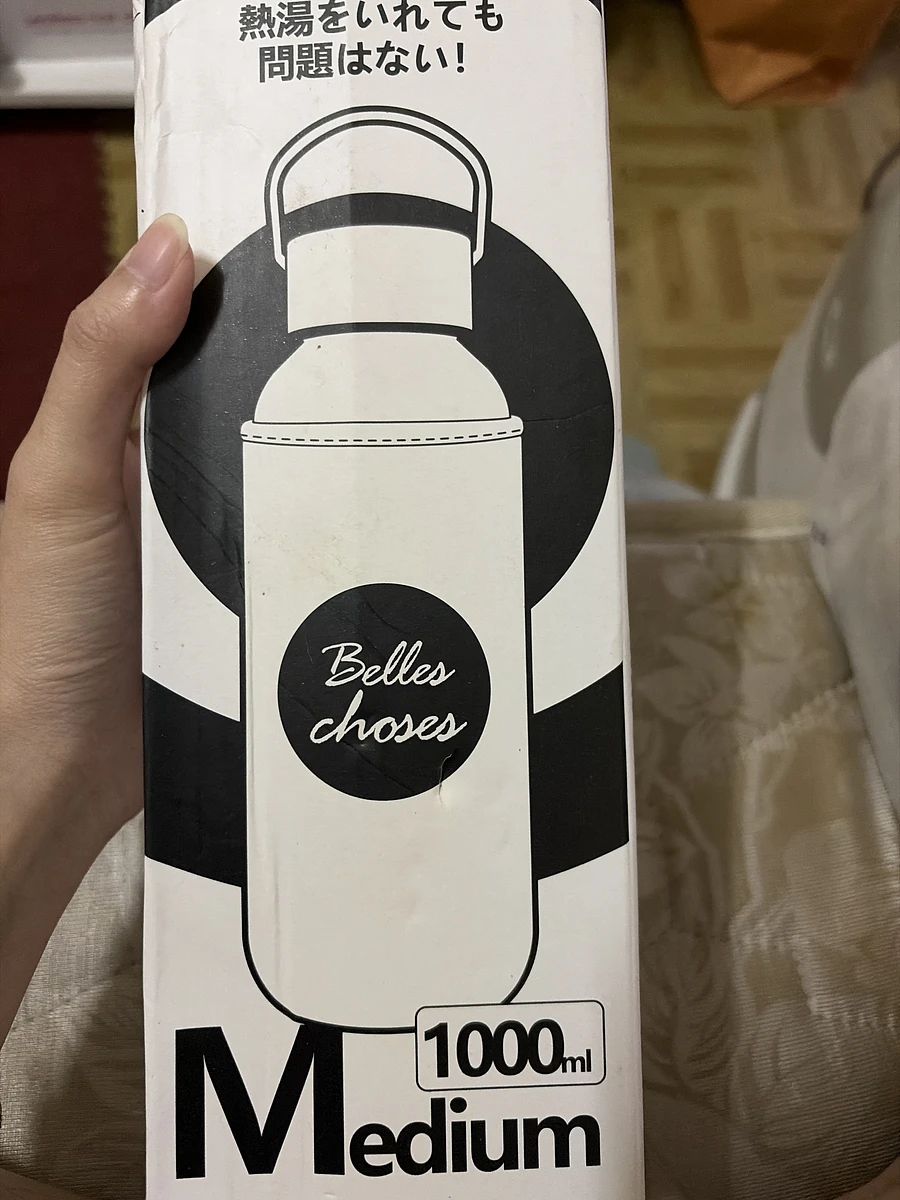 熱湯をいれても
問題はない!
Belles
choses
1000ml
Medium